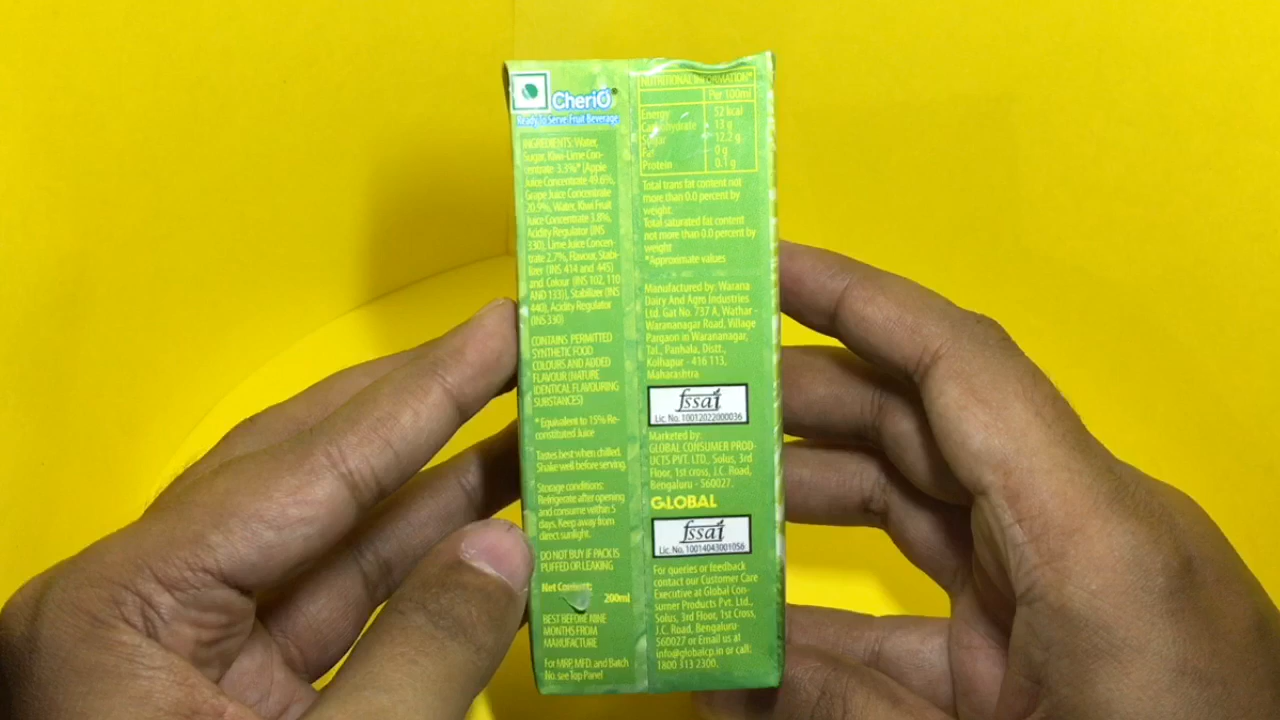 CheriO®
Ready To Serve Fruit Beverage
INGREDIENTS: Water,
Sugar, Kiwi-Lime Con-
centrate 3.3%* (Apple
Juice Concentrate 49.6%,
Grape Juice Concentrate
20.9%, Water, Kiwi Fruit
Juice Concentrate 3.8%,
Acidity Regulator (INS
330), Lime Juice Concen-
trate 2.7%, Flavour, Stabi-
lizer (INS 414 and 445)
and Colour (INS 102, 110
AND 133)), Stabilizer (INS
440), Acidity Regulator
(INS 330)
CONTAINS PERMITTED
SYNTHETIC FOOD
COLOURS AND ADDED
FLAVOUR (NATURE
IDENTICAL FLAVOURING
SUBSTANCES)
* Equivalent to 15% Re-
constituted Juice
Tastes best when chilled.
Shake well before serving.
Storage conditions:
Refrigerate after opening
and consume within 5
days. Keep away from
direct sunlight.
DO NOT BUY IF PACK IS
PUFFED OR LEAKING
Net Content:
200ml
BEST BEFORE NINE
MONTHS FROM
MANUFACTURE
For MRP, MFD. and Batch
No. see Top Panel
NUTRITIONAL INFORMATION*
Per 100ml
Energy 52 kcal
Carbohydrate 13 g
Sugar 12.2 g
Fat 0 g
Protein 0.1 g
Total trans fat content not
more than 0.0 percent by
weight.
Total saturated fat content
not more than 0.0 percent by
weight
*Approximate values
Manufactured by: Warana
Dairy And Agro Industries
Ltd. Gat No. 737 A, Wathar -
Warananagar Road, Village
Pargaon in Warananagar,
Tal., Panhala, Distt.,
Kolhapur - 416 113,
Maharashtra
fssai
Lic. No. 10012022000036
Marketed by:
GLOBAL CONSUMER PROD-
UCTS PVT. LTD., Solus, 3rd
Floor, 1st cross, J.C. Road,
Bengaluru - 560027.
GLOBAL
fssai
Lic. No. 10014043001056
For queries or feedback
contact our Customer Care
Executive at Global Con-
sumer Products Pvt. Ltd.,
Solus, 3rd Floor, 1st Cross,
J.C. Road, Bengaluru-
560027 or Email us at
info@globalcp.in or call:
1800 313 2300.